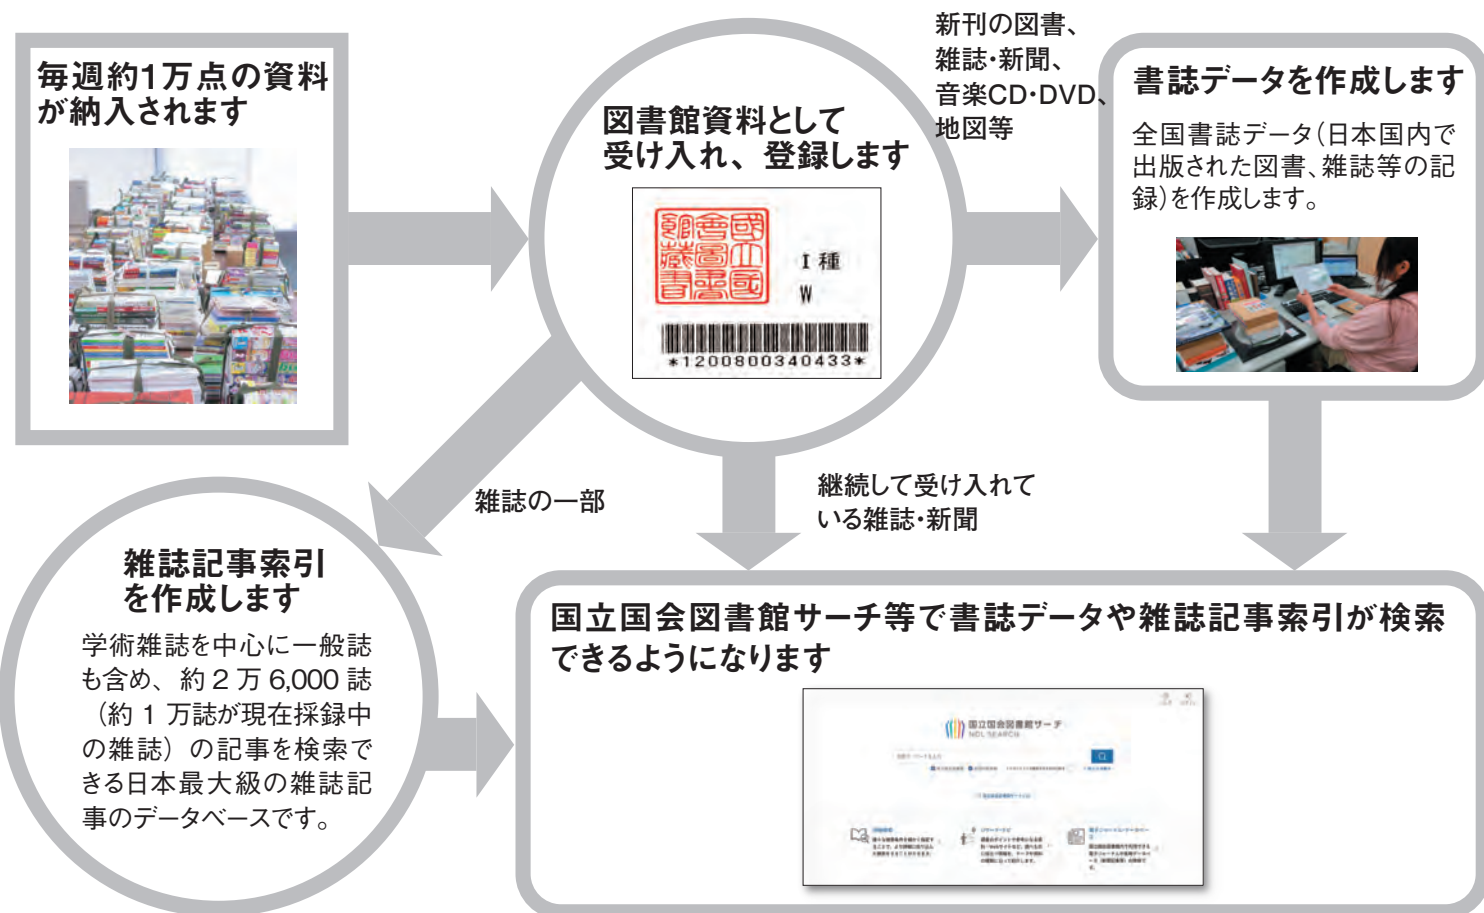 毎週約1万点の資料
が納入されます
図書館資料として
受け入れ、登録します
國立國
會圖書
館藏書
I種
W
*1200800340433*
新刊の図書、
雑誌・新聞、
音楽CD・DVD、
地図等
書誌データを作成します
全国書誌データ（日本国内で
出版された図書、雑誌等の記
録）を作成します。
雑誌の一部
継続して受け入れて
いる雑誌・新聞
雑誌記事索引
を作成します
学術雑誌を中心に一般誌
も含め、約2万6,000誌
（約1万誌が現在採録中
の雑誌）の記事を検索で
きる日本最大級の雑誌記
事のデータベースです。
国立国会図書館サーチ等で書誌データや雑誌記事索引が検索
できるようになります
国立国会図書館サーチ
NDL SEARCH